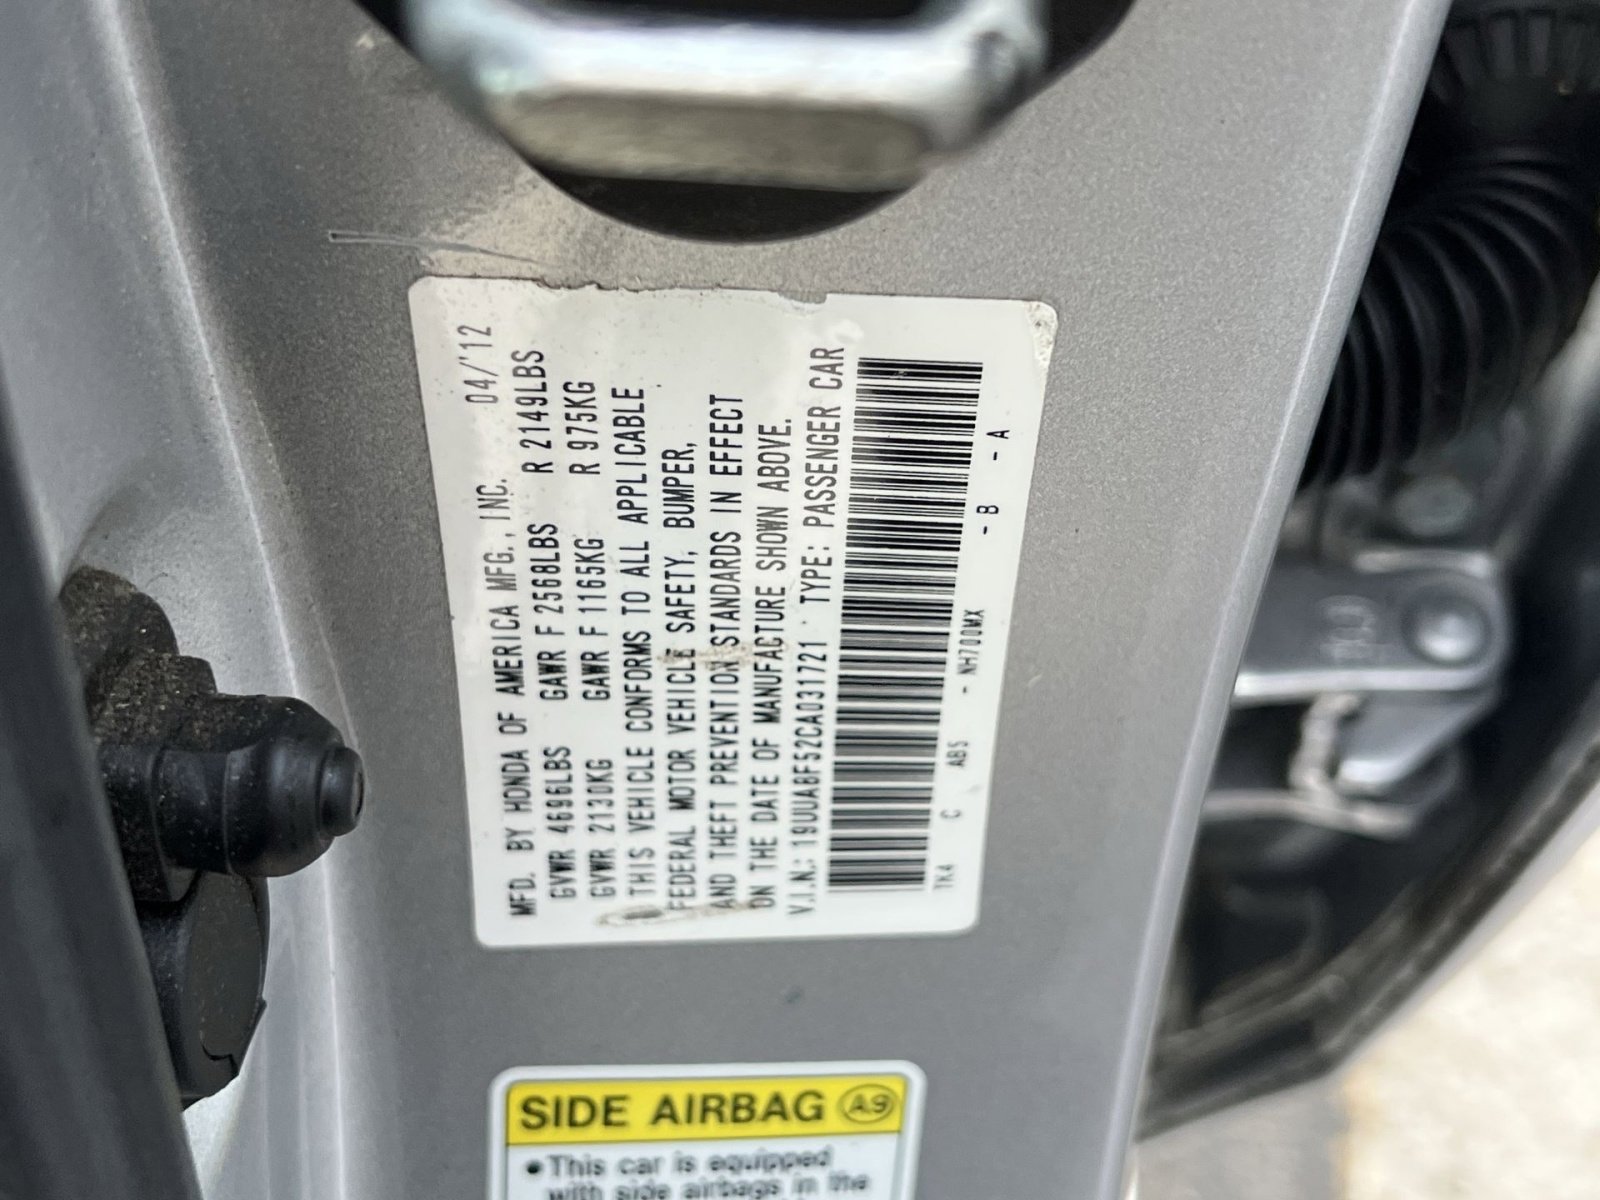 MFD. BY HONDA OF AMERICA MFG., INC. 04/'12
GVWR 4696LBS GAWR F 2568LBS R 2149LBS
GVWR 2130KG GAWR F 1165KG R 975KG
THIS VEHICLE CONFORMS TO ALL APPLICABLE
FEDERAL MOTOR VEHICLE SAFETY, BUMPER,
AND THEFT PREVENTION STANDARDS IN EFFECT
ON THE DATE OF MANUFACTURE SHOWN ABOVE.
V.I.N.: 19UUA8F52CA031721 TYPE: PASSENGER CAR
TK4 C ABS - NH700MX - B - A
SIDE AIRBAG A9
•This car is equipped
with side airbags in the